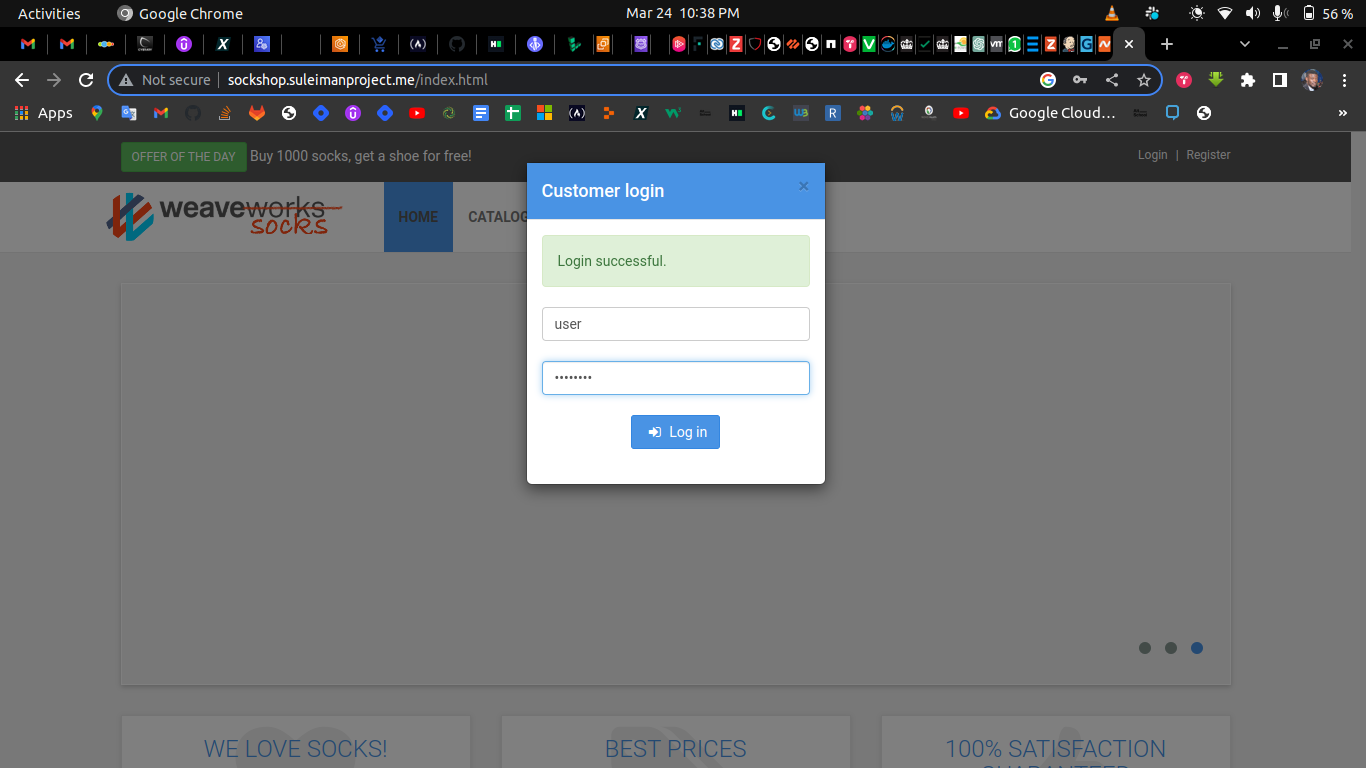 Activities
Google Chrome
Mar 24 10:38 PM
56 %
Not secure
sockshop.suleimanproject.me/index.html
Apps
Google Cloud…
»
OFFER OF THE DAY Buy 1000 socks, get a shoe for free!
Login | Register
weaveworks
socks
HOME
CATALOG
Customer login
×
Login successful.
user
••••••••
Log in
WE LOVE SOCKS!
BEST PRICES
100% SATISFACTION